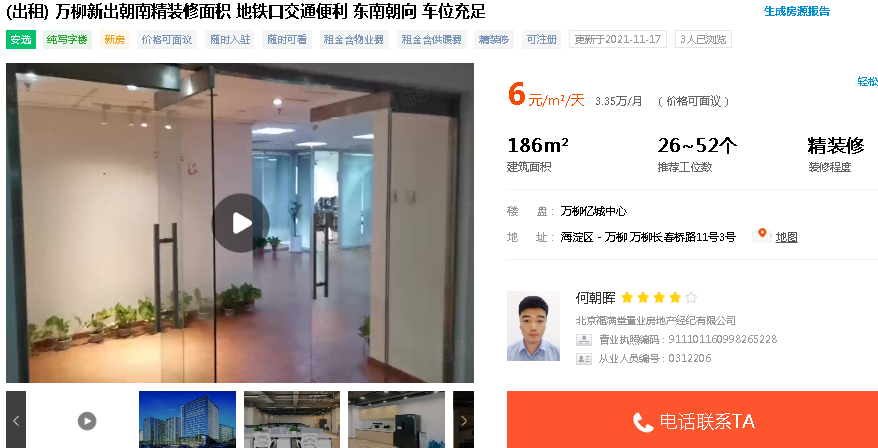 (出租) 万柳新出朝南精装修面积 地铁口交通便利 东南朝向 车位充足
生成房源报告
安选 纯写字楼 新房 价格可面议 随时入驻 随时可看 租金含物业费 租金含供暖费 精装修 可注册 更新于2021-11-17 3人已浏览
轻松
6元/m²/天 3.35万/月 (价格可面议)
186m² 26~52个 精装修
建筑面积 推荐工位数 装修程度
楼 盘: 万柳亿城中心
地 址: 海淀区 - 万柳 万柳长春桥路11号3号 地图
何朝晖
北京福满堂置业房地产经纪有限公司
营业执照编码: 911101160998265228
从业人员编号: 0312206
电话联系TA